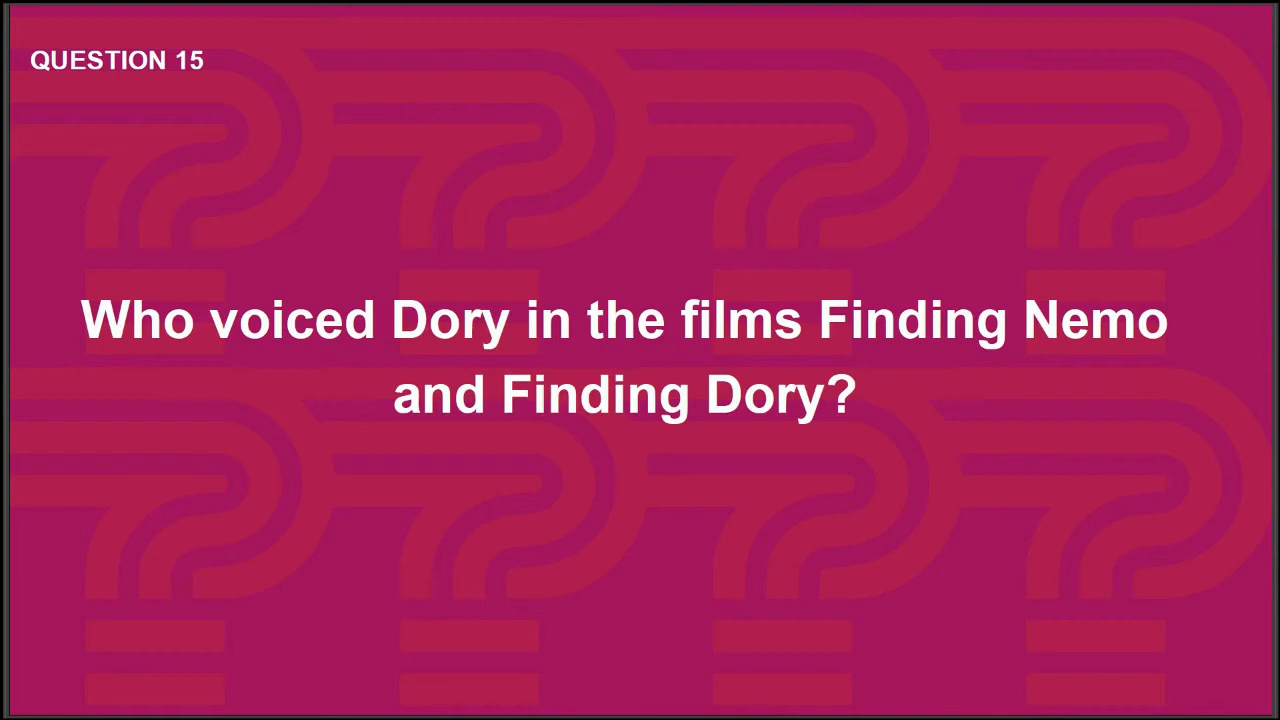 QUESTION 15
Who voiced Dory in the films Finding Nemo
and Finding Dory?